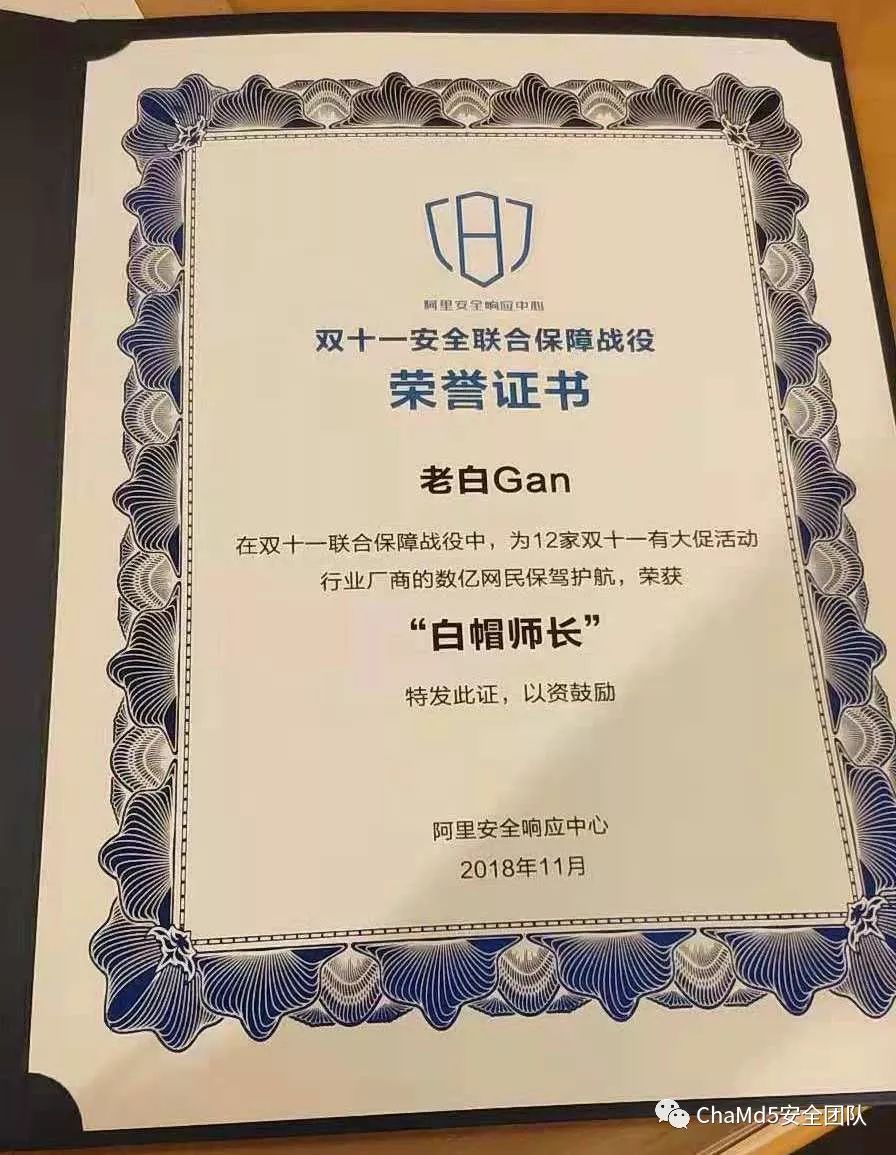 阿里安全响应中心
双十一安全联合保障战役
荣誉证书
老白Gan
在双十一联合保障战役中，为12家双十一有大促活动
行业厂商的数亿网民保驾护航，荣获
“白帽师长”
特发此证，以资鼓励
阿里安全响应中心
2018年11月
ChaMd5安全团队